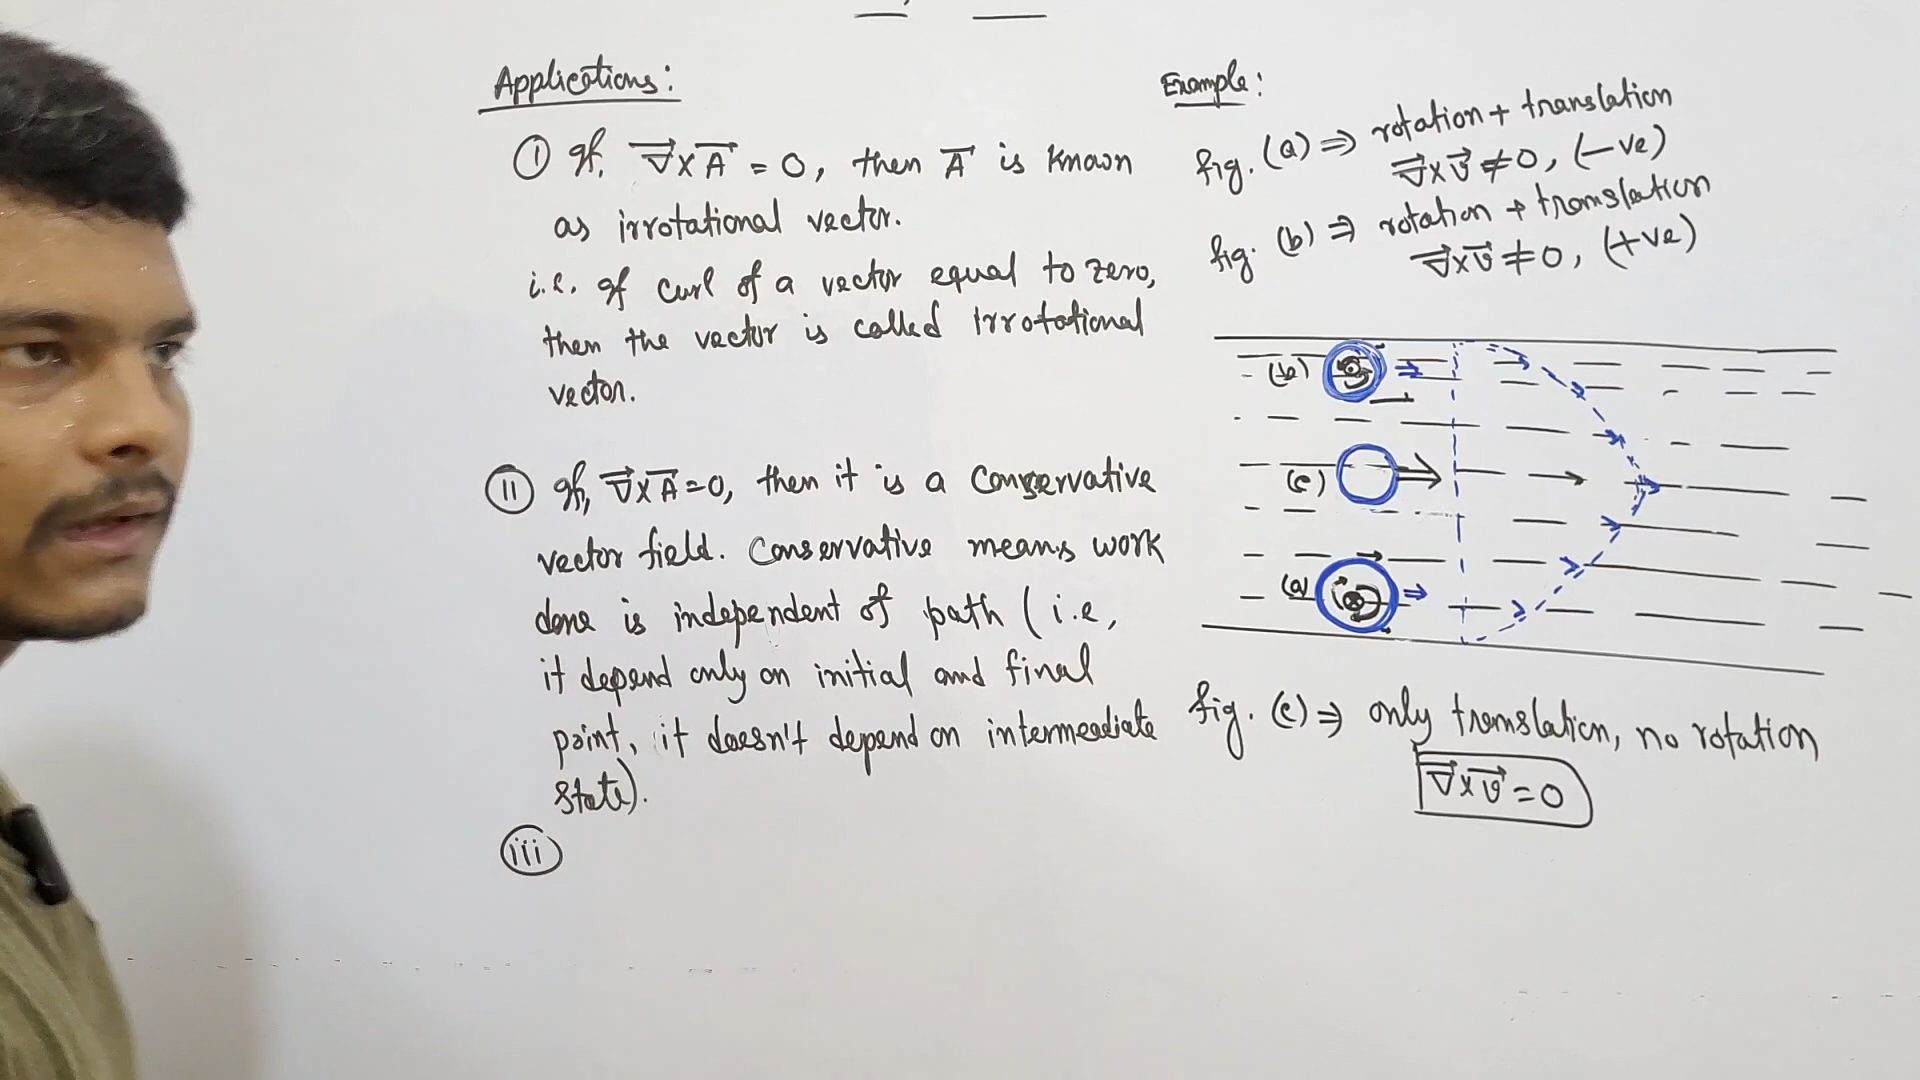 Applications:
① If, ∇⃗×A⃗ = 0, then A⃗ is known
as irrotational vector.
i.e. If curl of a vector equal to zero,
then the vector is called irrotational
vector.
⑪ If, ∇⃗×A⃗=0, then it is a Conservative
vector field. Conservative means work
done is independent of path (i.e,
it depend only on initial and final
point, it doesn't depend on intermeadiate
state).
(iii)
Example:
fig. (a) ⇒ rotation + translation
∇⃗×v⃗ ≠ 0, (-ve)
fig. (b) ⇒ rotation + translation
∇⃗×v⃗ ≠ 0, (+ve)
(b)
(c)
(a)
fig. (c) ⇒ only translation, no rotation
∇⃗×v⃗ = 0